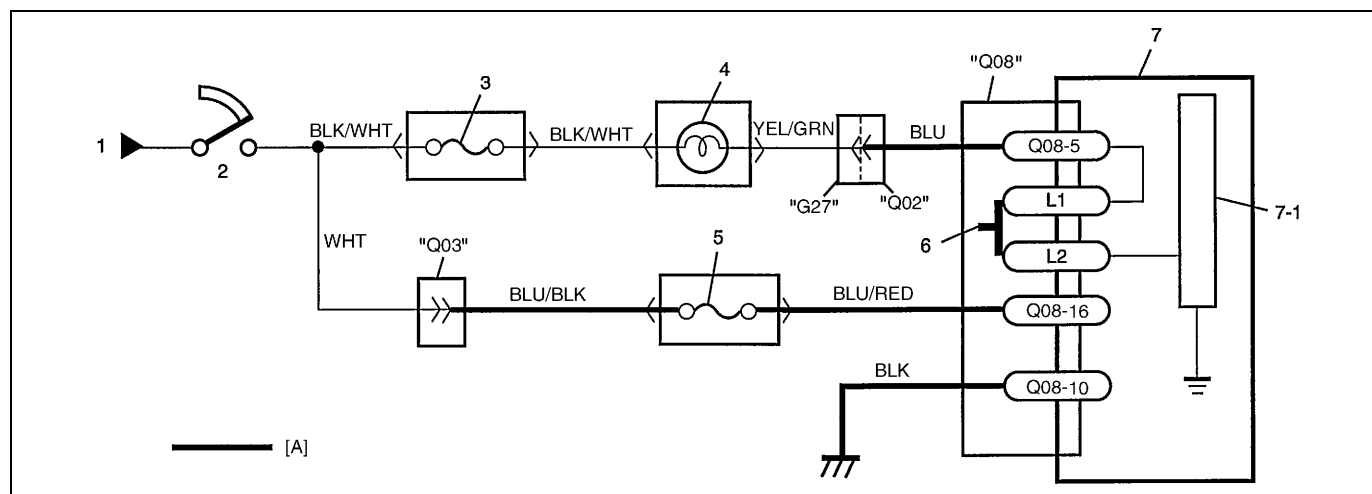 7
"Q08"
3
4
BLK/WHT
BLK/WHT
YEL/GRN
BLU
1
2
Q08-5
"G27"
"Q02"
L1
7-1
6
WHT
"Q03"
5
L2
BLU/BLK
BLU/RED
Q08-16
BLK
Q08-10
[A]